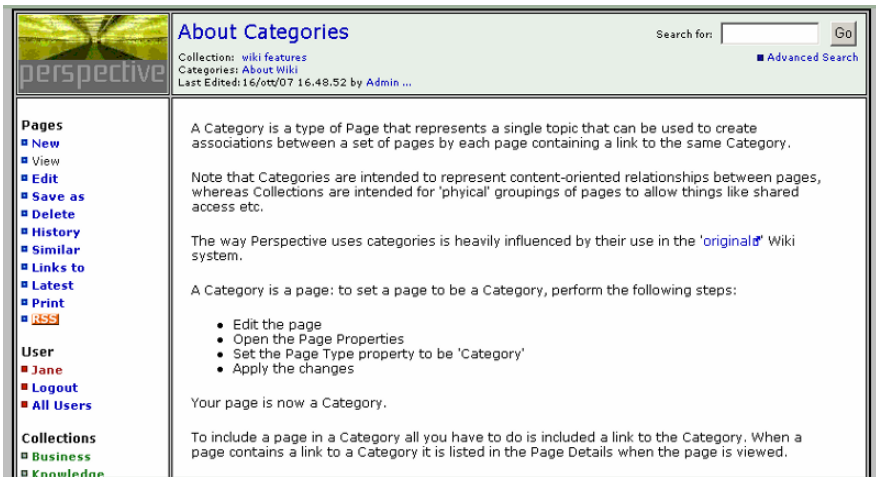 perspective
About Categories
Search for:
Go
Collection: wiki features
Advanced Search
Categories: About Wiki
Last Edited:16/ott/07 16.48.52 by Admin ...
Pages
New
View
Edit
Save as
Delete
History
Similar
Links to
Latest
Print
RSS
User
Jane
Logout
All Users
Collections
Business
Knowledge
A Category is a type of Page that represents a single topic that can be used to create
associations between a set of pages by each page containing a link to the same Category.
Note that Categories are intended to represent content-oriented relationships between pages,
whereas Collections are intended for 'phyical' groupings of pages to allow things like shared
access etc.
The way Perspective uses categories is heavily influenced by their use in the 'original' Wiki
system.
A Category is a page: to set a page to be a Category, perform the following steps:
• Edit the page
• Open the Page Properties
• Set the Page Type property to be 'Category'
• Apply the changes
Your page is now a Category.
To include a page in a Category all you have to do is included a link to the Category. When a
page contains a link to a Category it is listed in the Page Details when the page is viewed.